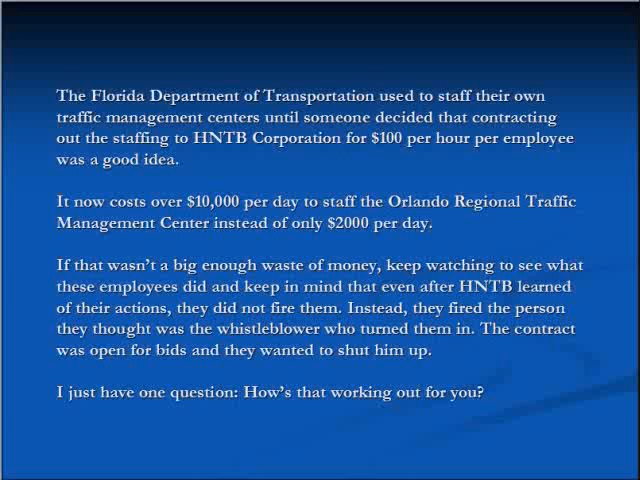 The Florida Department of Transportation used to staff their own
traffic management centers until someone decided that contracting
out the staffing to HNTB Corporation for $100 per hour per employee
was a good idea.
It now costs over $10,000 per day to staff the Orlando Regional Traffic
Management Center instead of only $2000 per day.
If that wasn't a big enough waste of money, keep watching to see what
these employees did and keep in mind that even after HNTB learned
of their actions, they did not fire them. Instead, they fired the person
they thought was the whistleblower who turned them in. The contract
was open for bids and they wanted to shut him up.
I just have one question: How's that working out for you?